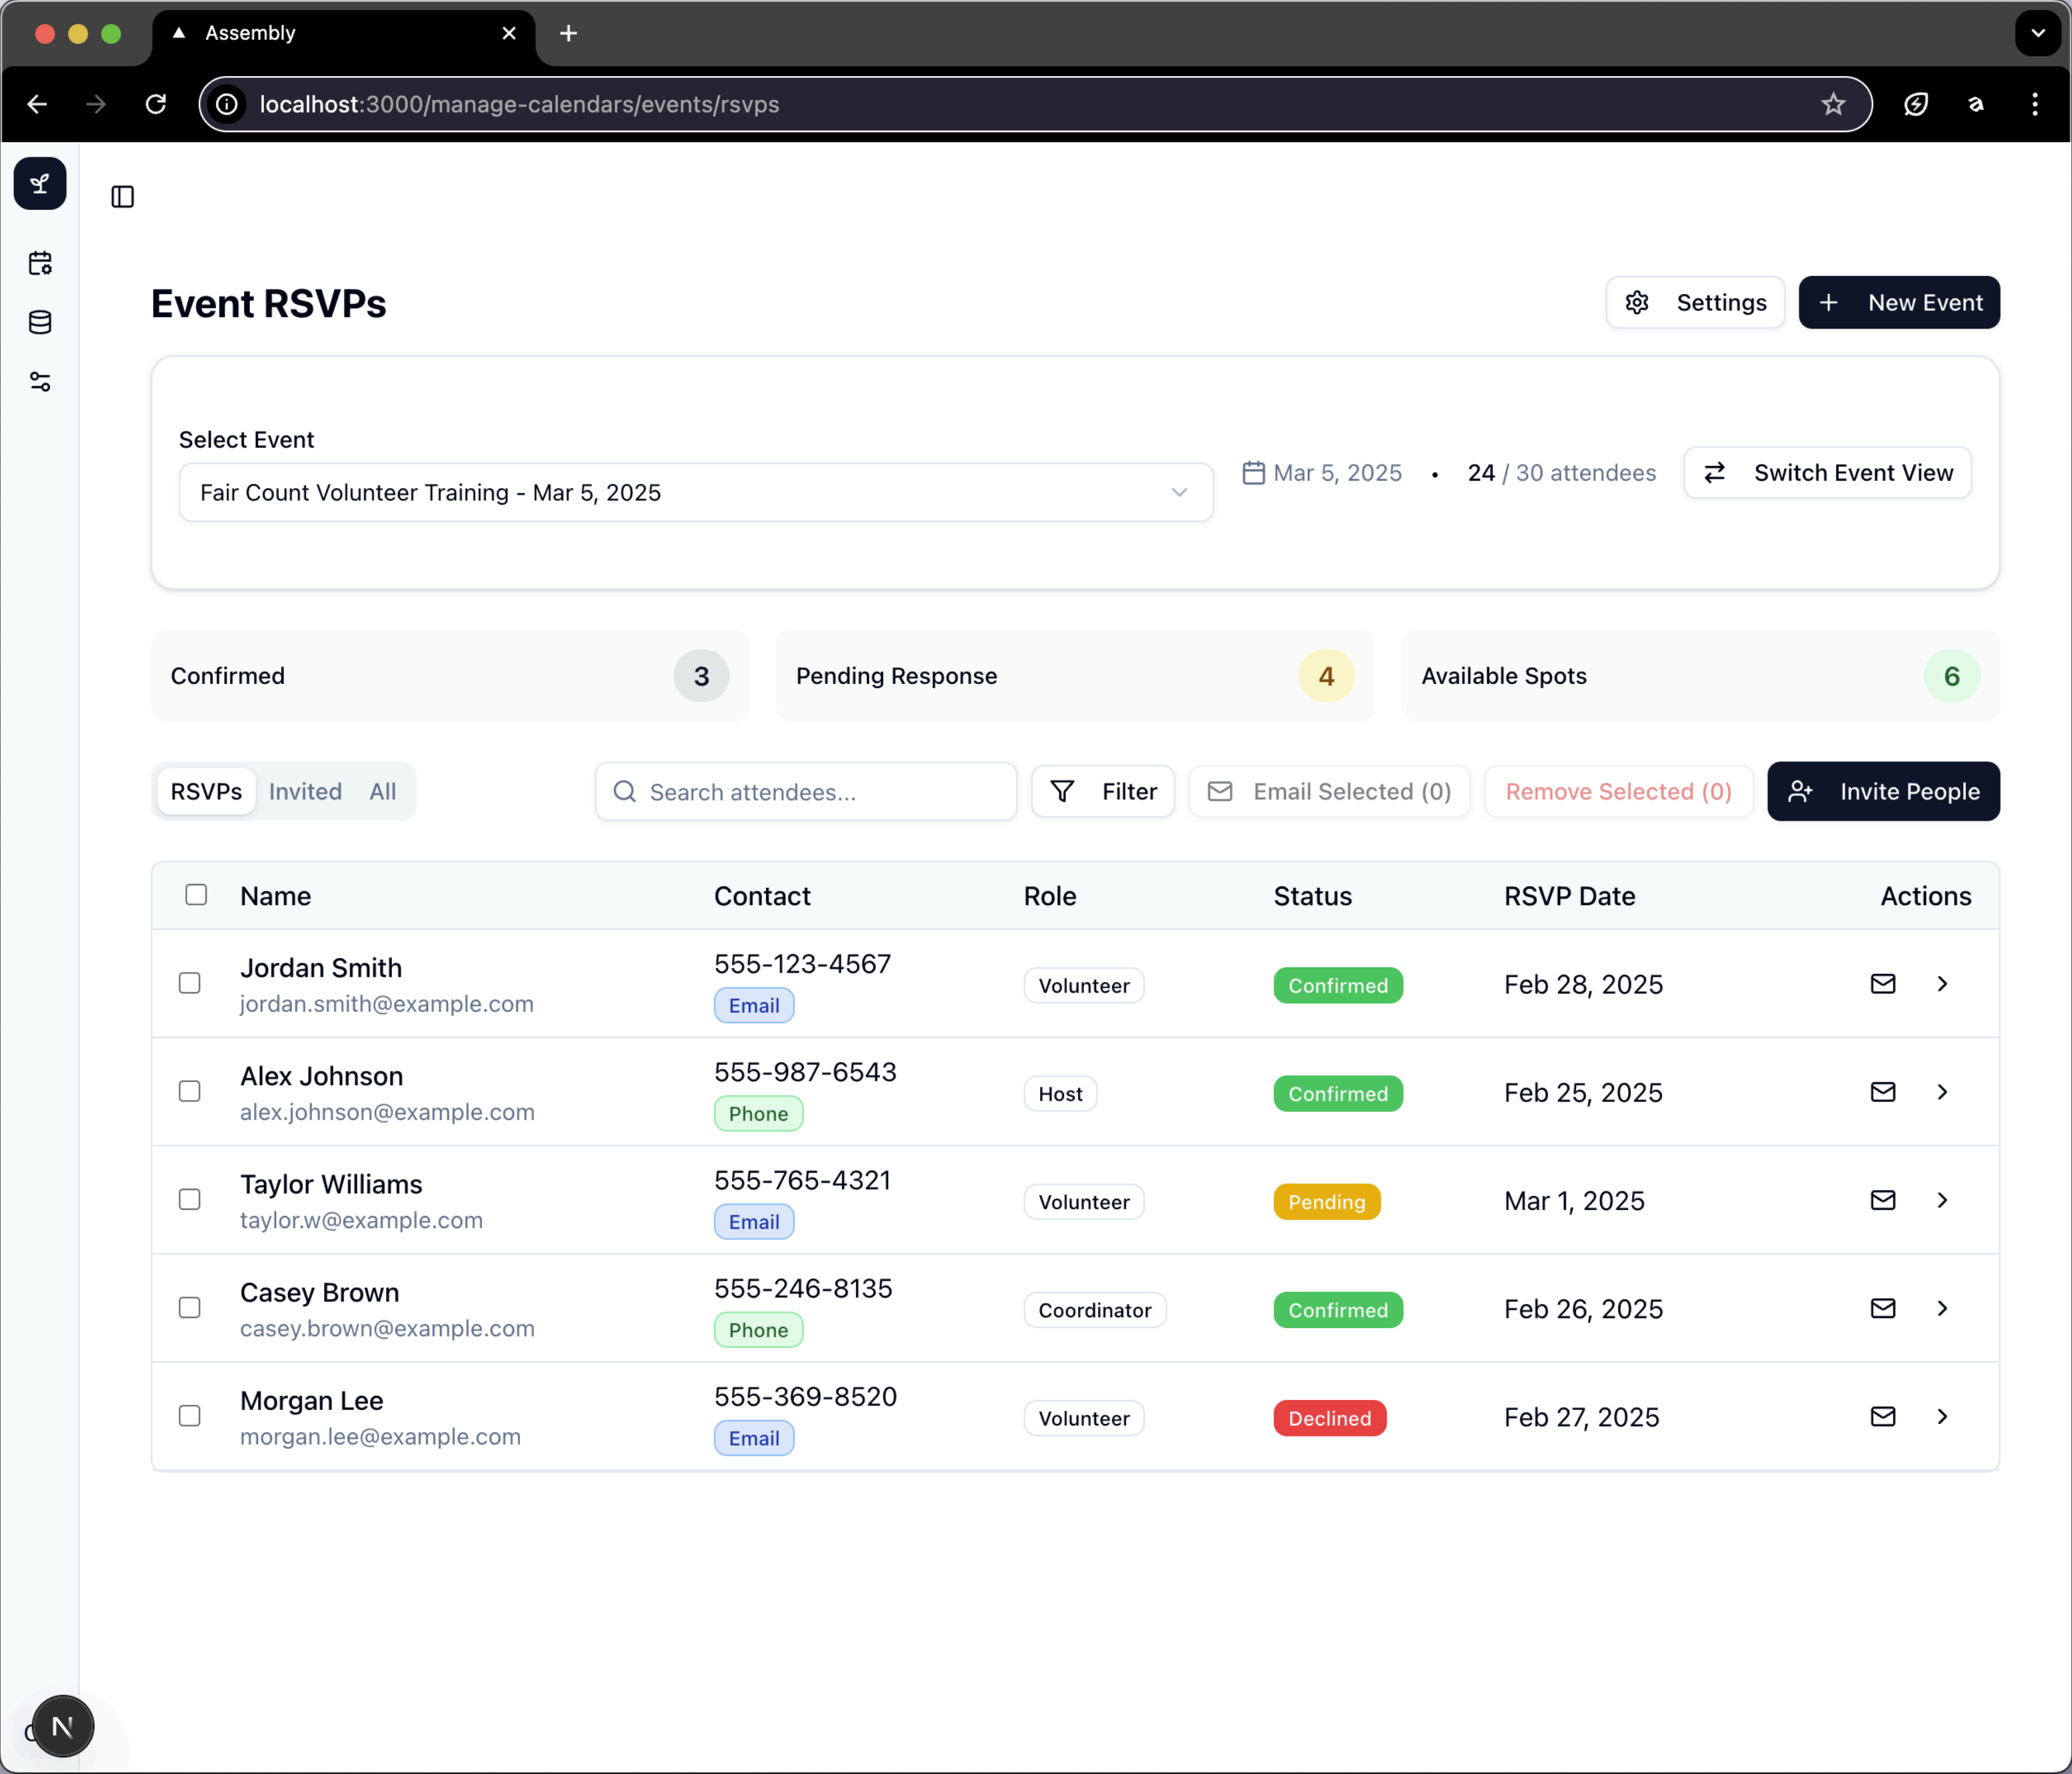 Assembly
localhost:3000/manage-calendars/events/rsvps
Event RSVPs
Settings
New Event
Select Event
Fair Count Volunteer Training - Mar 5, 2025
Mar 5, 2025 • 24 / 30 attendees
Switch Event View
Confirmed 3
Pending Response 4
Available Spots 6
RSVPs Invited All
Search attendees...
Filter
Email Selected (0)
Remove Selected (0)
Invite People
Name Contact Role Status RSVP Date Actions
Jordan Smith
jordan.smith@example.com
555-123-4567
Email
Volunteer
Confirmed
Feb 28, 2025
Alex Johnson
alex.johnson@example.com
555-987-6543
Phone
Host
Confirmed
Feb 25, 2025
Taylor Williams
taylor.w@example.com
555-765-4321
Email
Volunteer
Pending
Mar 1, 2025
Casey Brown
casey.brown@example.com
555-246-8135
Phone
Coordinator
Confirmed
Feb 26, 2025
Morgan Lee
morgan.lee@example.com
555-369-8520
Email
Volunteer
Declined
Feb 27, 2025
N